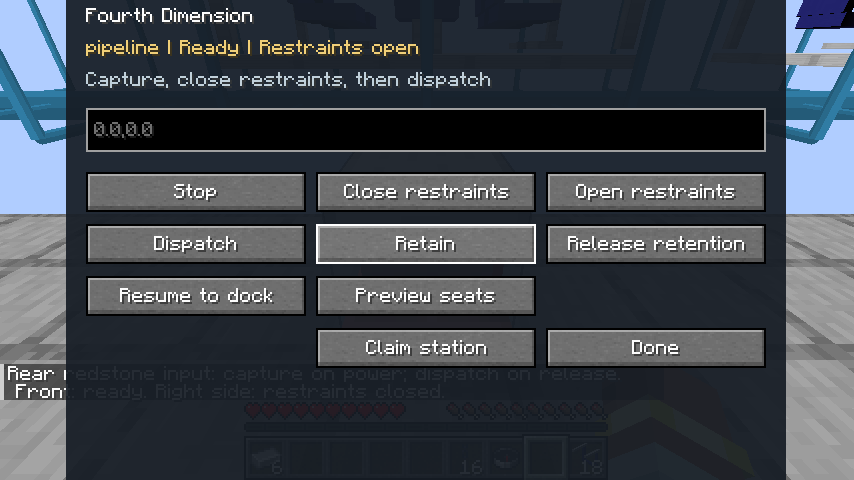 Fourth Dimension
pipeline | Ready | Restraints open
Capture, close restraints, then dispatch
0.0,0.0
Stop
Close restraints
Open restraints
Dispatch
Retain
Release retention
Resume to dock
Preview seats
Claim station
Done
Rear redstone input: capture on power; dispatch on release.
Front: ready. Right side: restraints closed.
6
16
18